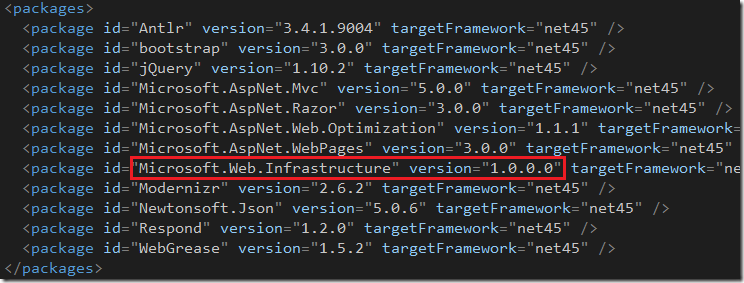 <packages>
<package id="Antlr" version="3.4.1.9004" targetFramework="net45" />
<package id="bootstrap" version="3.0.0" targetFramework="net45" />
<package id="jQuery" version="1.10.2" targetFramework="net45" />
<package id="Microsoft.AspNet.Mvc" version="5.0.0" targetFramework="net45" />
<package id="Microsoft.AspNet.Razor" version="3.0.0" targetFramework="net45" />
<package id="Microsoft.AspNet.Web.Optimization" version="1.1.1" targetFramework=
<package id="Microsoft.AspNet.WebPages" version="3.0.0" targetFramework="net45" />
<package id="Microsoft.Web.Infrastructure" version="1.0.0.0" targetFramework="ne
<package id="Modernizr" version="2.6.2" targetFramework="net45" />
<package id="Newtonsoft.Json" version="5.0.6" targetFramework="net45" />
<package id="Respond" version="1.2.0" targetFramework="net45" />
<package id="WebGrease" version="1.5.2" targetFramework="net45" />
</packages>